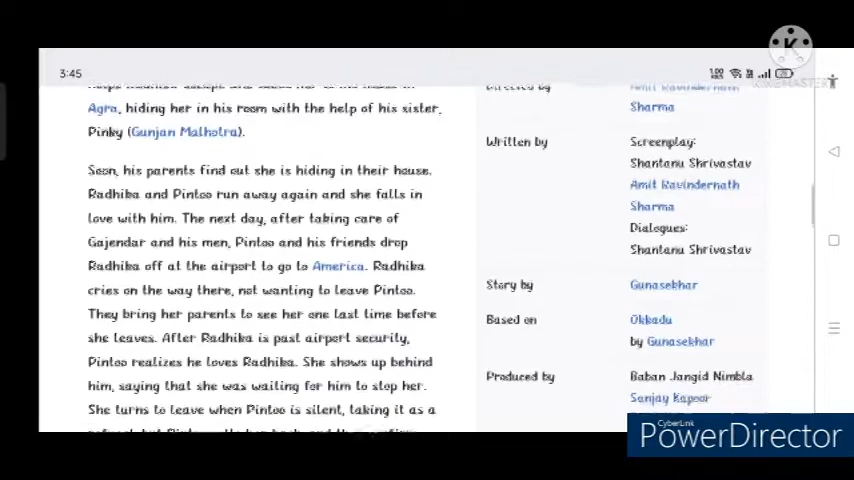 3:45
KINEMASTER
Agra, hiding her in his room with the help of his sister,
Pinky (Gunjan Malhotra).
Soon, his parents find out she is hiding in their house.
Radhika and Pintoo run away again and she falls in
love with him. The next day, after taking care of
Gajendar and his men, Pintoo and his friends drop
Radhika off at the airport to go to America. Radhika
cries on the way there, not wanting to leave Pintoo.
They bring her parents to see her one last time before
she leaves. After Radhika is past airport security,
Pintoo realizes he loves Radhika. She shows up behind
him, saying that she was waiting for him to stop her.
She turns to leave when Pintoo is silent, taking it as a
Directed by
Amit Ravindernath
Sharma
Written by
Screenplay:
Shantanu Shrivastav
Amit Ravindernath
Sharma
Dialogues:
Shantanu Shrivastav
Story by
Gunasekhar
Based on
Okkadu
by Gunasekhar
Produced by
Baban Jangid Nimbla
Sanjay Kapoor
CyberLink
PowerDirector